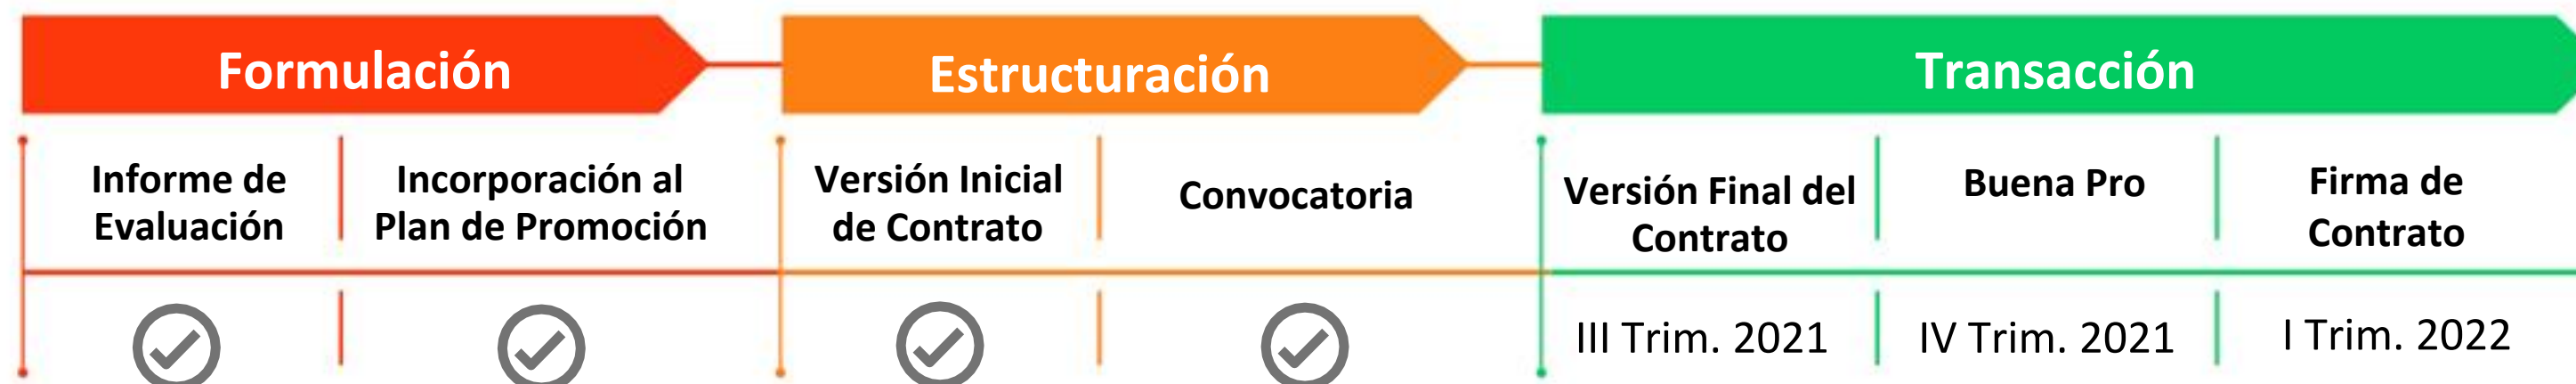 Formulación
Estructuración
Transacción
Informe de
Evaluación
Incorporación al
Plan de Promoción
Versión Inicial
de Contrato
Convocatoria
Versión Final del
Contrato
Buena Pro
Firma de
Contrato
III Trim. 2021
IV Trim. 2021
I Trim. 2022